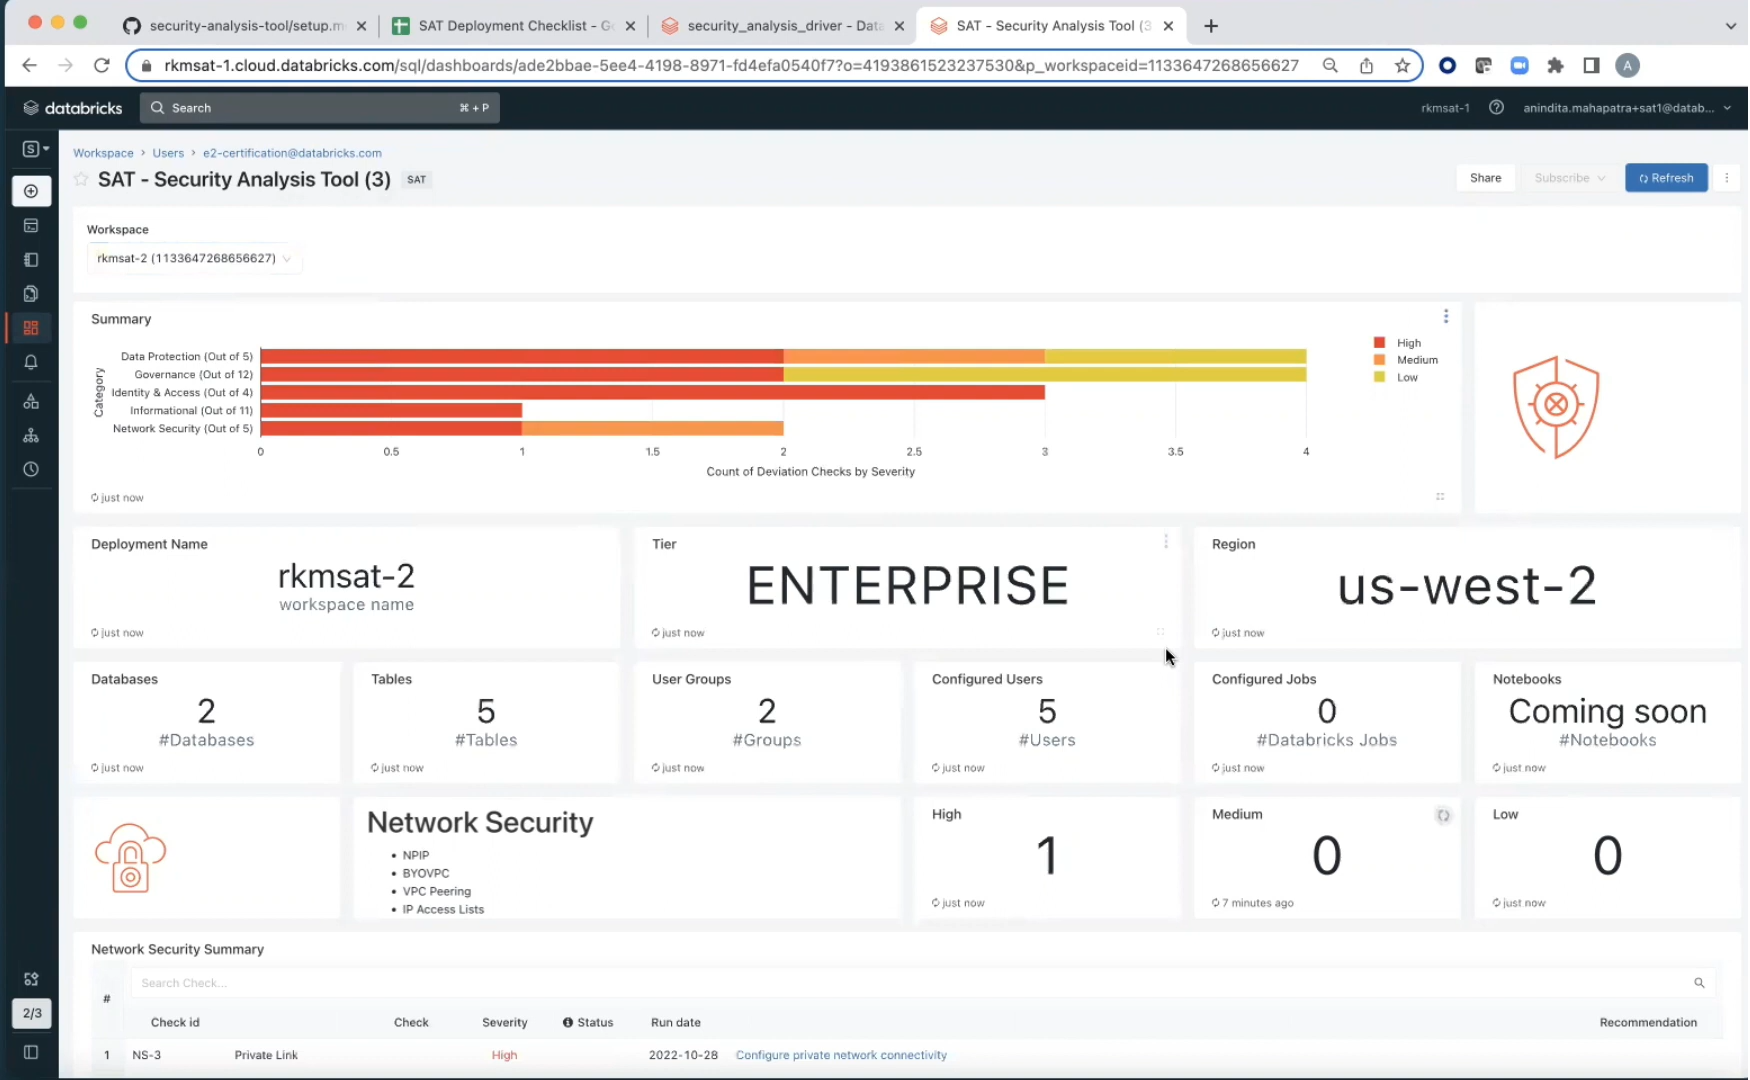 security-analysis-tool/setup.m
SAT Deployment Checklist - G
security_analysis_driver - Data
SAT - Security Analysis Tool (3
rkmsat-1.cloud.databricks.com/sql/dashboards/ade2bbae-5ee4-4198-8971-fd4efa0540f7?o=4193861523237530&p_workspaceid=1133647268656627
A
databricks
Search
⌘ + P
rkmsat-1
anindita.mahapatra+sat1@datab...
S
Workspace > Users > e2-certification@databricks.com
SAT - Security Analysis Tool (3)
SAT
Share
Subscribe
Refresh
Workspace
rkmsat-2 (1133647268656627)
Summary
Category
Data Protection (Out of 5)
Governance (Out of 12)
Identity & Access (Out of 4)
Informational (Out of 11)
Network Security (Out of 5)
0 0.5 1 1.5 2 2.5 3 3.5 4
Count of Deviation Checks by Severity
High
Medium
Low
just now
Deployment Name
rkmsat-2
workspace name
just now
Tier
ENTERPRISE
just now
Region
us-west-2
just now
Databases
2
#Databases
just now
Tables
5
#Tables
just now
User Groups
2
#Groups
just now
Configured Users
5
#Users
just now
Configured Jobs
0
#Databricks Jobs
just now
Notebooks
Coming soon
#Notebooks
just now
Network Security
• NPIP
• BYOVPC
• VPC Peering
• IP Access Lists
High
1
just now
Medium
0
7 minutes ago
Low
0
just now
Network Security Summary
Search Check...
# Check id Check Severity Status Run date Recommendation
1 NS-3 Private Link High 2022-10-28 Configure private network connectivity
2/3